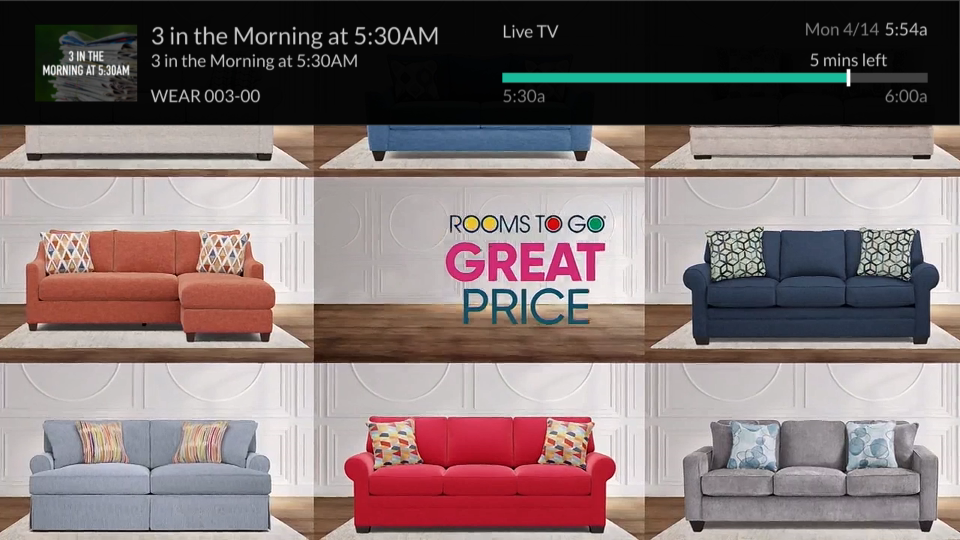 3 IN THE
MORNING AT 5:30AM
3 in the Morning at 5:30AM
3 in the Morning at 5:30AM
WEAR 003-00
Live TV
Mon 4/14 5:54a
5 mins left
5:30a
6:00a
ROOMS TO GO
GREAT
PRICE